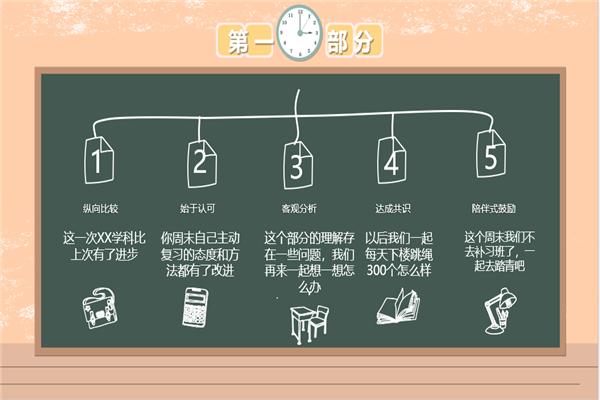 第一部分
1
2
3
4
5
纵向比较
始于认可
客观分析
达成共识
陪伴式鼓励
这一次XX学科比
上次有了进步
你周末自己主动
复习的态度和方
法都有了改进
这个部分的理解存
在一些问题，我们
再来一起想一想怎
么办
以后我们一起
每天下楼跳绳
300个怎么样
这个周末我们不
去补习班了，一
起去踏青吧